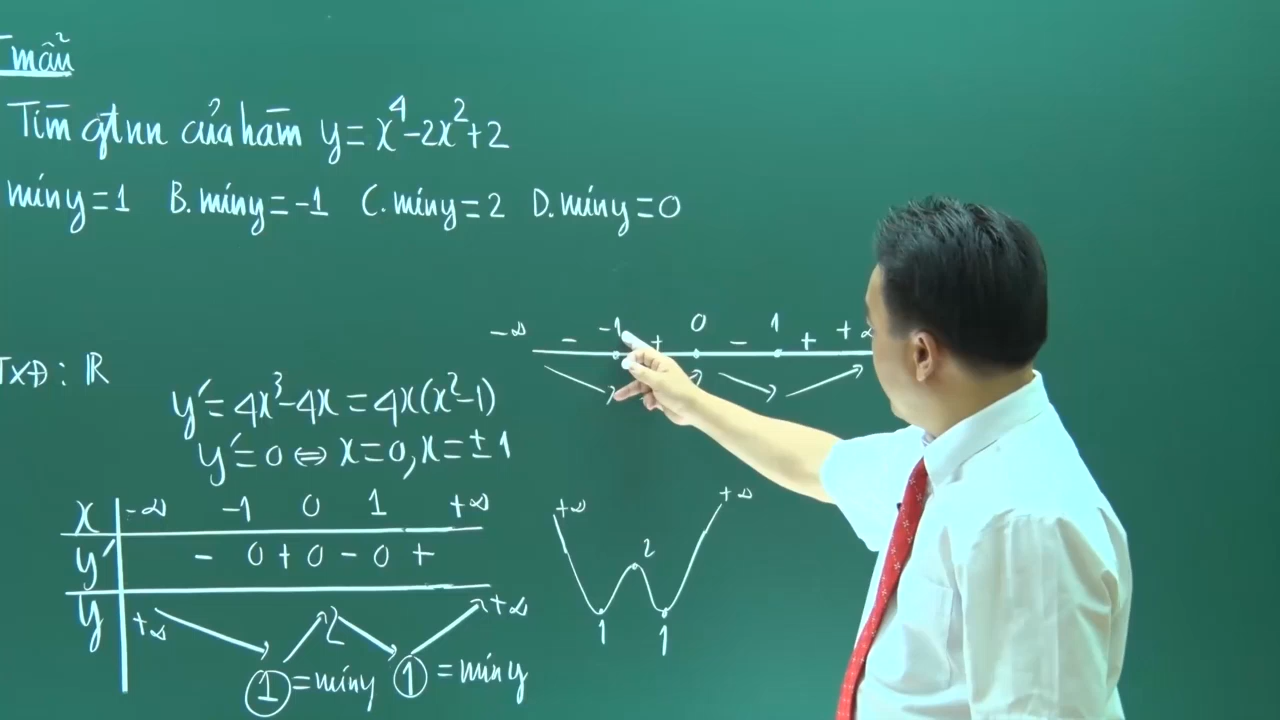 T mẫu²
Tìm gtnn của hàm y = x⁴-2x²+2
miny=1 B. miny=-1 C. miny=2 D. miny=0
-∞ - -1 + 0 - 1 + +∞
TXĐ: ℝ
y' = 4x³-4x = 4x(x²-1)
y' = 0 ⇔ x=0, x=±1
x -∞ -1 0 1 +∞
y' - 0 + 0 - 0 +
y +∞ 1 = miny 2 1 = miny +∞
+∞ 1 2 1 +∞